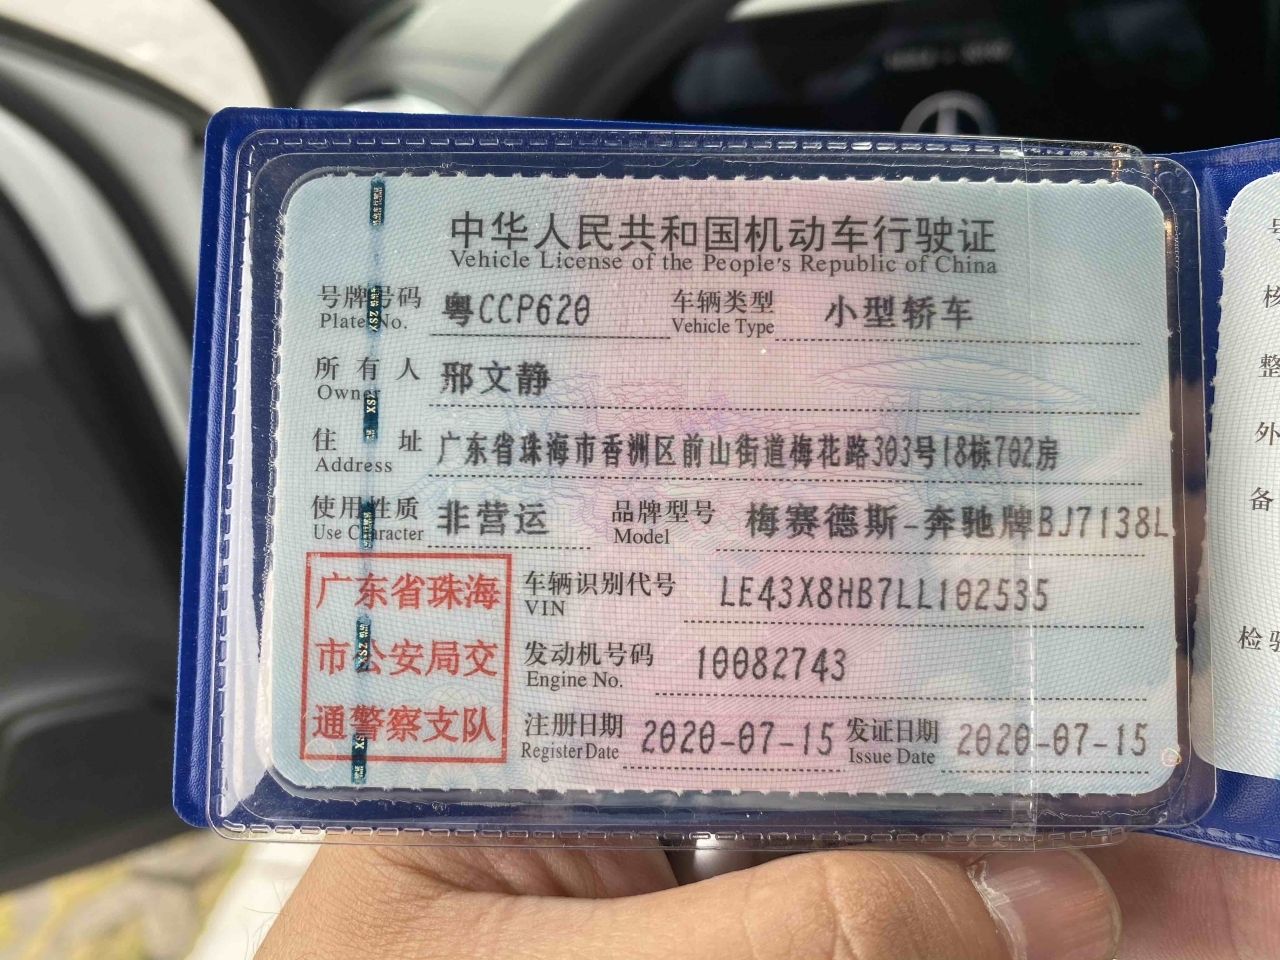 中华人民共和国机动车行驶证
Vehicle License of the People's Republic of China
号牌号码 粤CCP620 车辆类型 小型轿车
Plate No. Vehicle Type
所有人 邢文静
Owner
住址 广东省珠海市香洲区前山街道梅花路303号18栋702房
Address
使用性质 非营运 品牌型号 梅赛德斯-奔驰牌BJ7138L
Use Character Model
广东省珠海
市公安局交
通警察支队
车辆识别代号 LE43X8HB7LL102535
VIN
发动机号码 10082743
Engine No.
注册日期 2020-07-15 发证日期 2020-07-15
Register Date Issue Date
核
整
外
备
检验